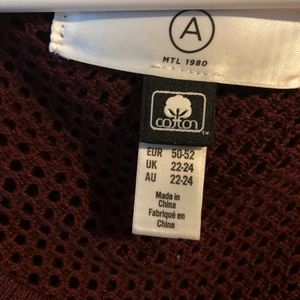 A
MTL 1980
cotton
TM
EUR 50-52
UK 22-24
AU 22-24
Made in
China
Fabriqué en
Chine